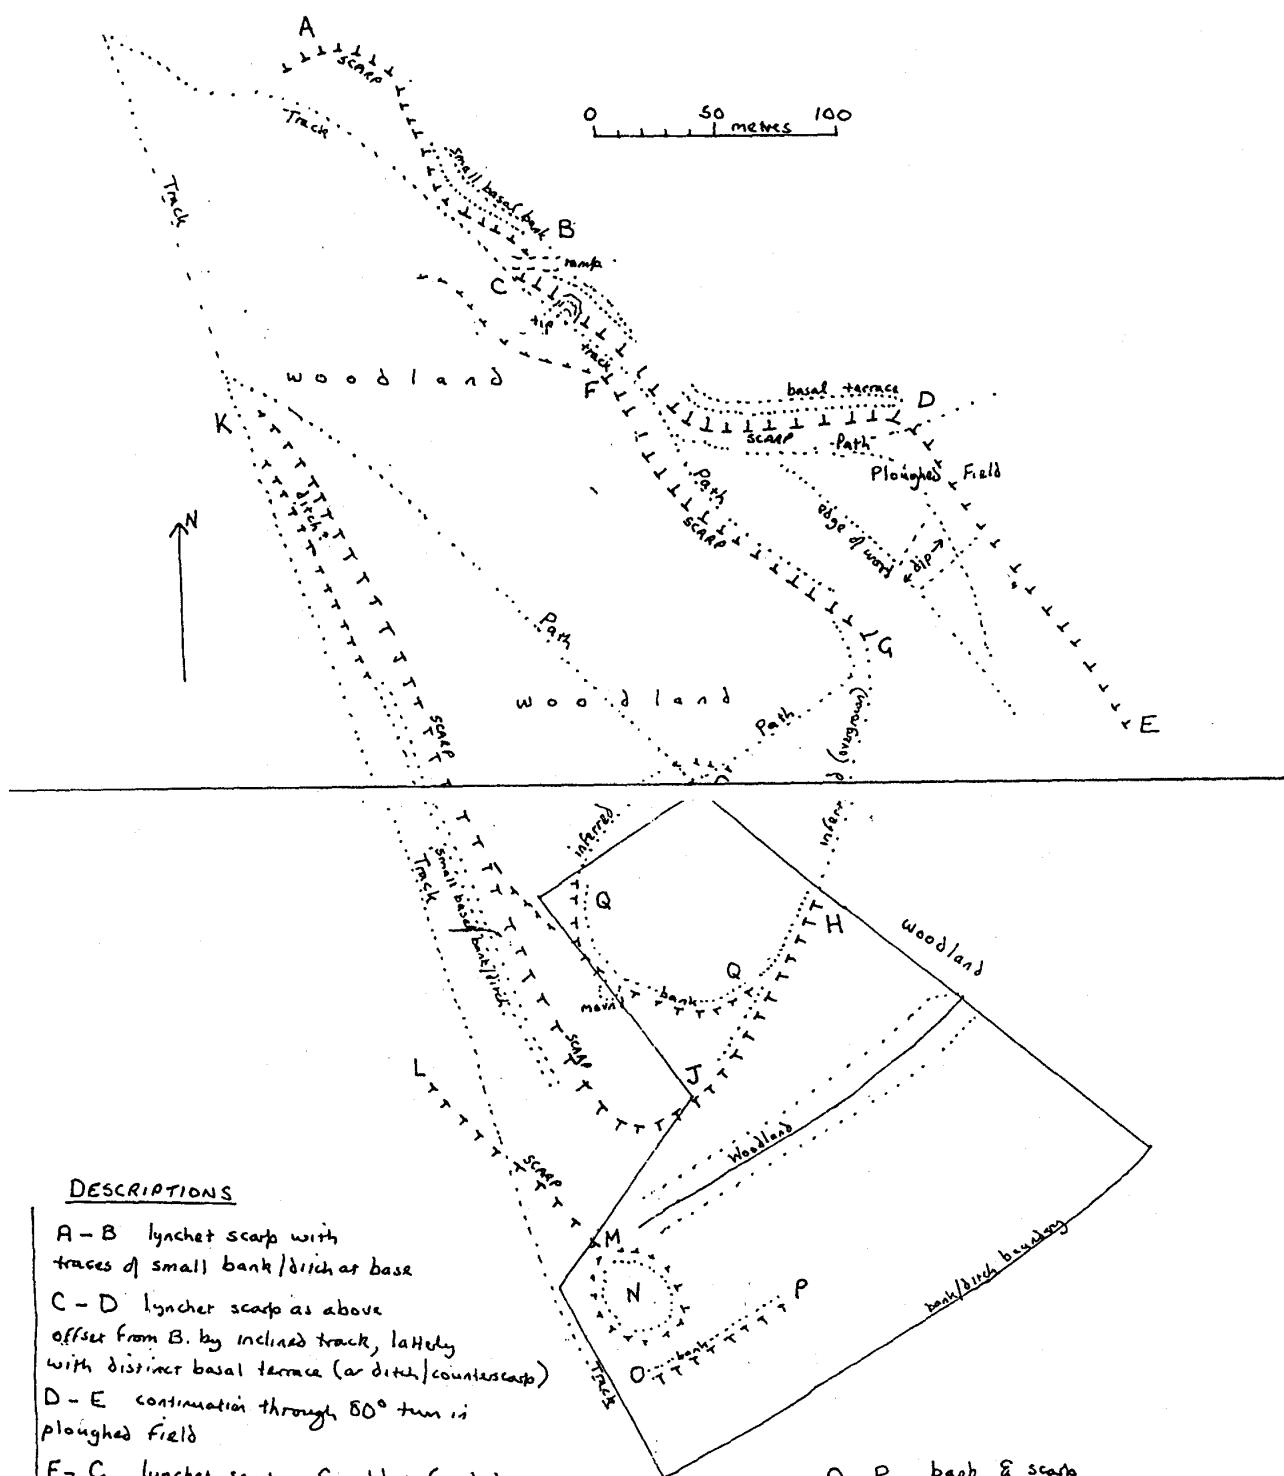 A
SCARP
Track
0 50 100
metres
small basal bank
B
ramp
Track
C
tip
track
woodland
F
basal terrace
D
SCARP
Path
K
Ploughed Field
Path
SCARP
ditch?
edge of wood
dip
N
Path
G
woodland
SCARP
Path
(overgrown)
E
inferred
Track
small basal bank/ditch
Q
H
woodland
Q
bank
SCARP
L
J
Woodland
SCARP
M
N
P
bank/ditch boundary
bank
O
Track
DESCRIPTIONS
A - B lynchet scarp with
traces of small bank/ditch at base
C - D lynchet scarp as above
offset from B. by inclined track, latterly
with distinct basal terrace (or ditch/counterscarp)
D - E continuation through 80° turn in
ploughed field
F - G lynchet
O - P bank & scarp